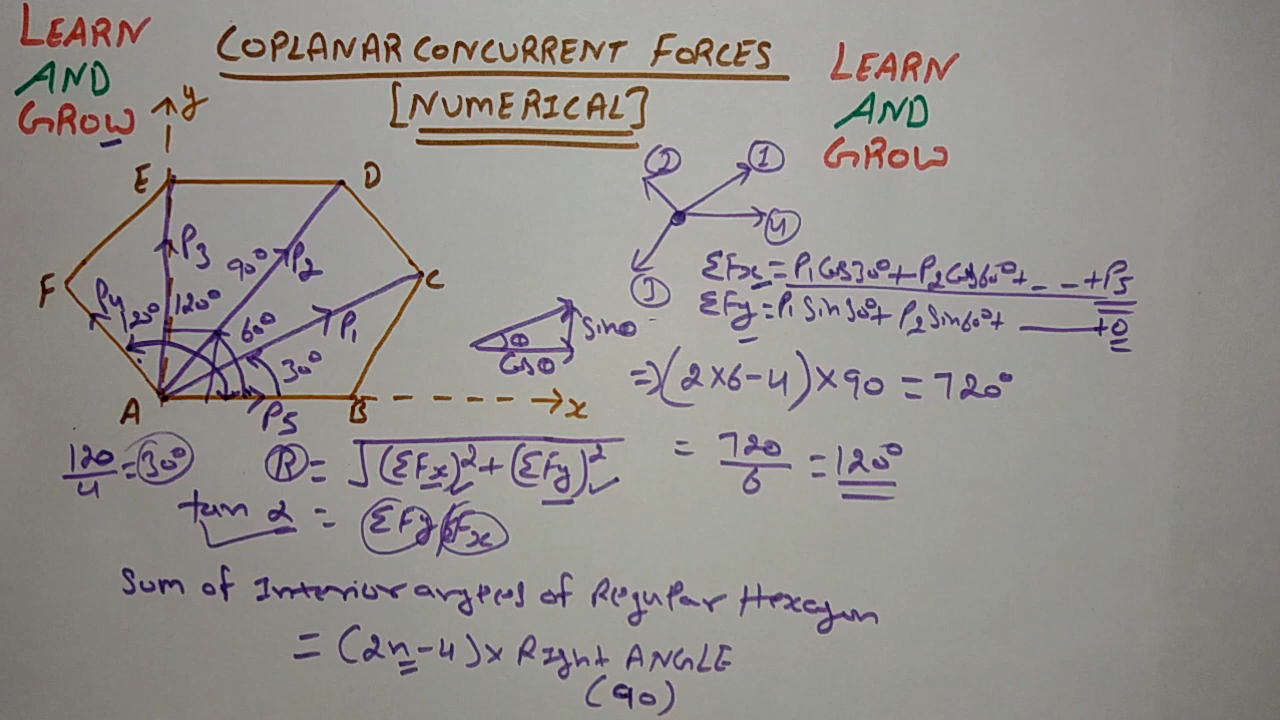 LEARN
AND
GROW
COPLANAR CONCURRENT FORCES
[NUMERICAL]
LEARN
AND
GROW
y
E
D
F
C
A
B
x
P3
P2
P4
P1
P5
90°
120°
120°
60°
30°
2
1
4
3
Sinθ
θ
Cosθ
ΣFx = P1 Cos30° + P2 Cos60° + - - - + P5
ΣFy = P1 Sin30° + P2 Sin60° + —— + 0
=> (2×6-4)×90 = 720°
= 720/6 = 120°
120/4 = 30°
R = √(ΣFx)² + (ΣFy)²
tan α = ΣFy/ΣFx
Sum of Interior angles of Regular Hexagon
= (2n-4)× Right ANGLE
(90)